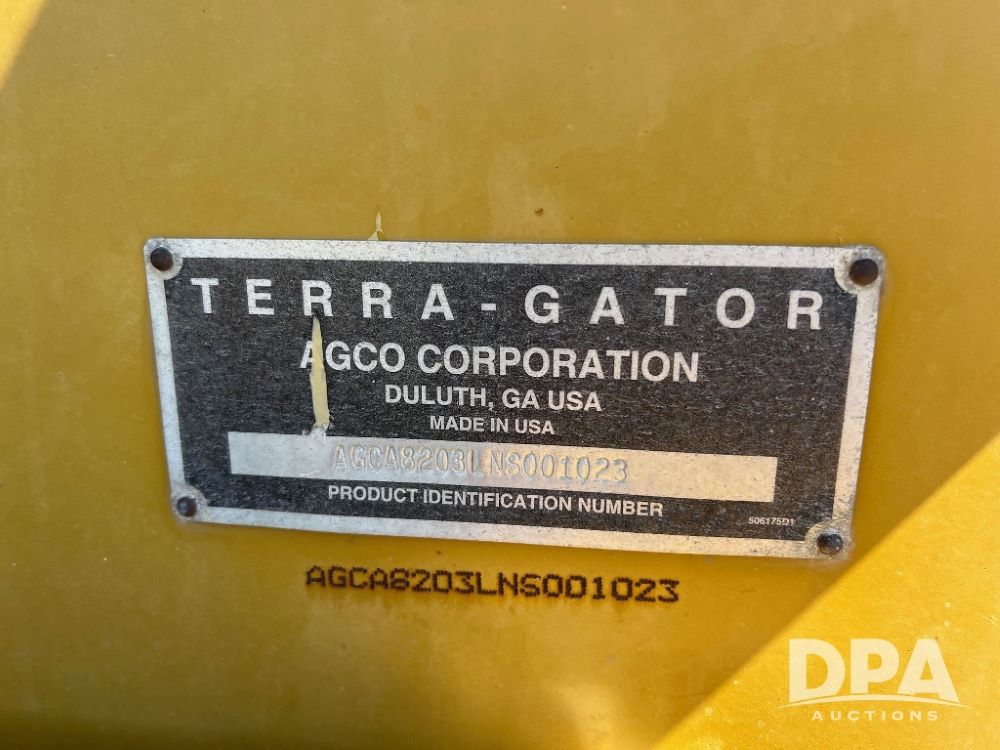 TERRA-GATOR
AGCO CORPORATION
DULUTH, GA USA
MADE IN USA
AGCA8203LNS001023
PRODUCT IDENTIFICATION NUMBER
506175D1
AGCA8203LNS001023
DPA
AUCTIONS